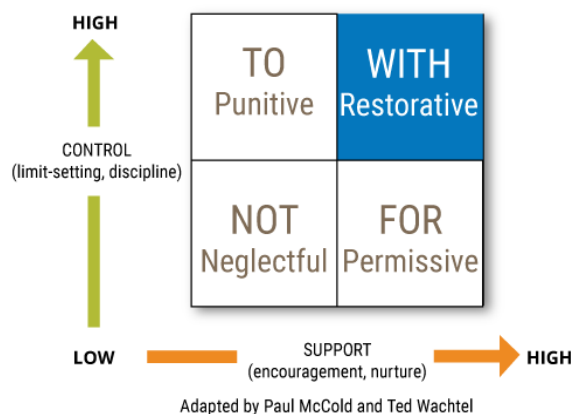 HIGH
TO
Punitive
WITH
Restorative
CONTROL
(limit-setting, discipline)
NOT
Neglectful
FOR
Permissive
LOW
SUPPORT
(encouragement, nurture)
HIGH
Adapted by Paul McCold and Ted Wachtel